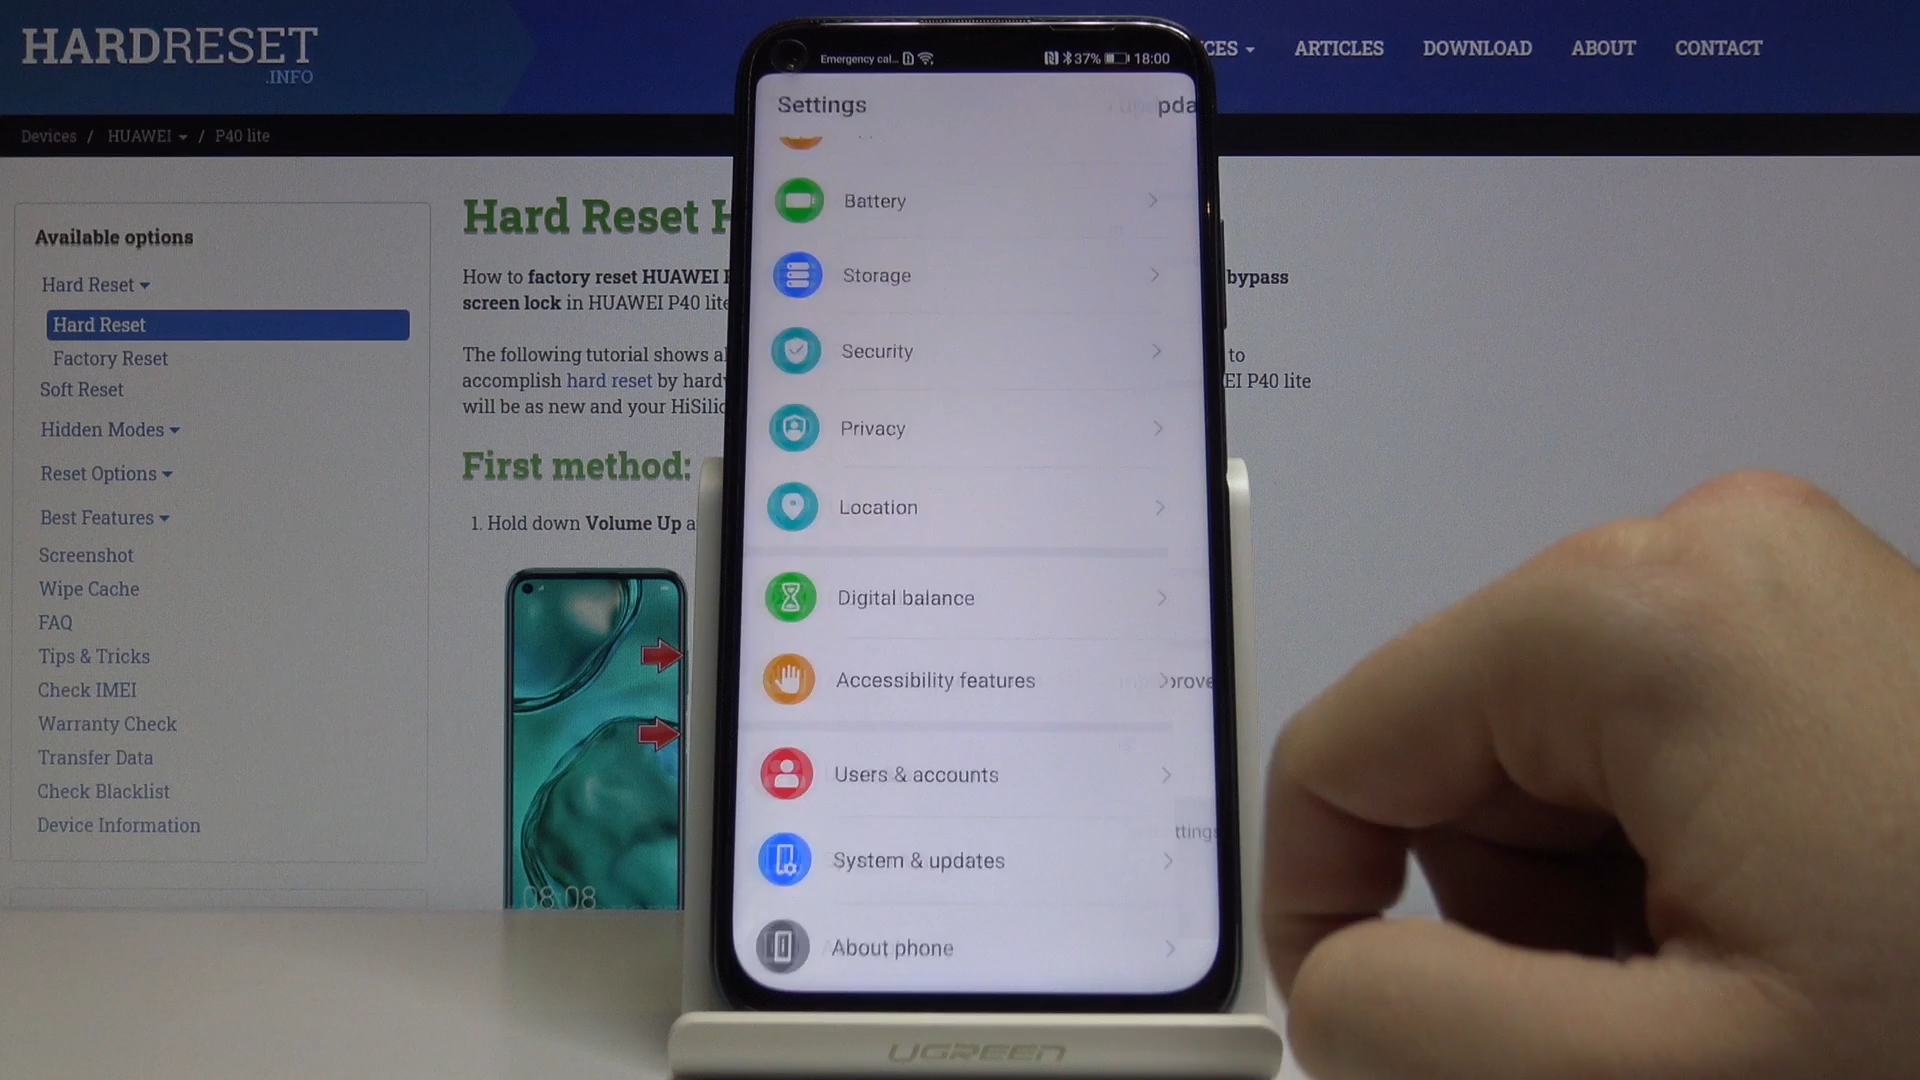 HARDRESET
.INFO
ARTICLES
DOWNLOAD
ABOUT
CONTACT
Devices / HUAWEI / P40 lite
Available options
Hard Reset
Hard Reset
Factory Reset
Soft Reset
Hidden Modes
Reset Options
Best Features
Screenshot
Wipe Cache
FAQ
Tips & Tricks
Check IMEI
Warranty Check
Transfer Data
Check Blacklist
Device Information
Hard Reset
How to factory reset HUAWEI
bypass
screen lock in HUAWEI P40 lite
The following tutorial shows
to
accomplish hard reset by
P40 lite
will be as new and your
First method:
1. Hold down Volume Up
08:08
Emergency cal... 37% 18:00
Settings
Battery
Storage
Security
Privacy
Location
Digital balance
Accessibility features
Users & accounts
System & updates
About phone
UGREEN